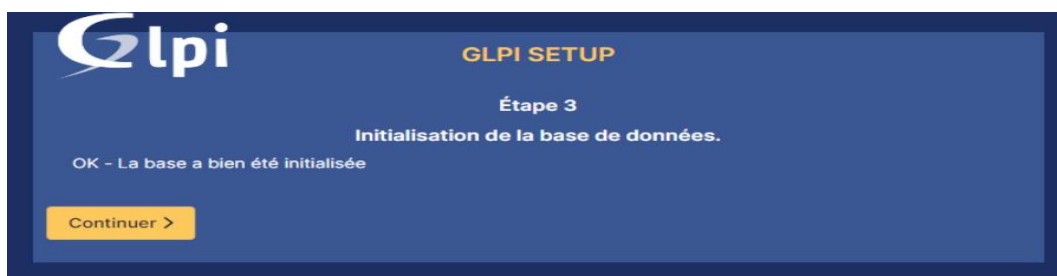 Glpi
GLPI SETUP
Étape 3
Initialisation de la base de données.
OK - La base a bien été initialisée
Continuer >